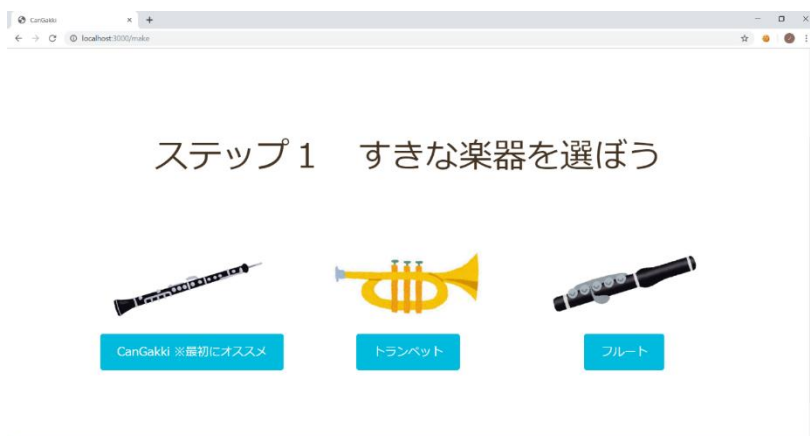 CanGakki
localhost:3000/make
ステップ１　すきな楽器を選ぼう
CanGakki ※最初にオススメ
トランペット
フルート